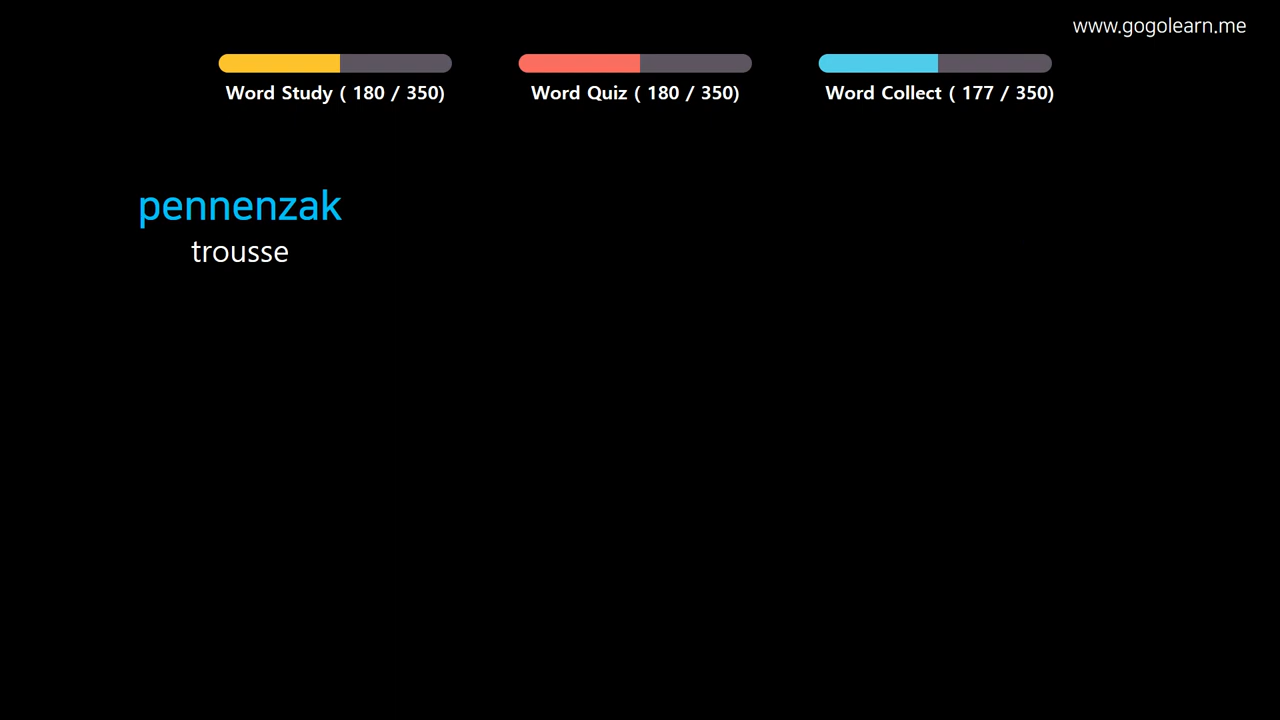 www.gogolearn.me
Word Study ( 180 / 350)
Word Quiz ( 180 / 350)
Word Collect ( 177 / 350)
pennenzak
trousse